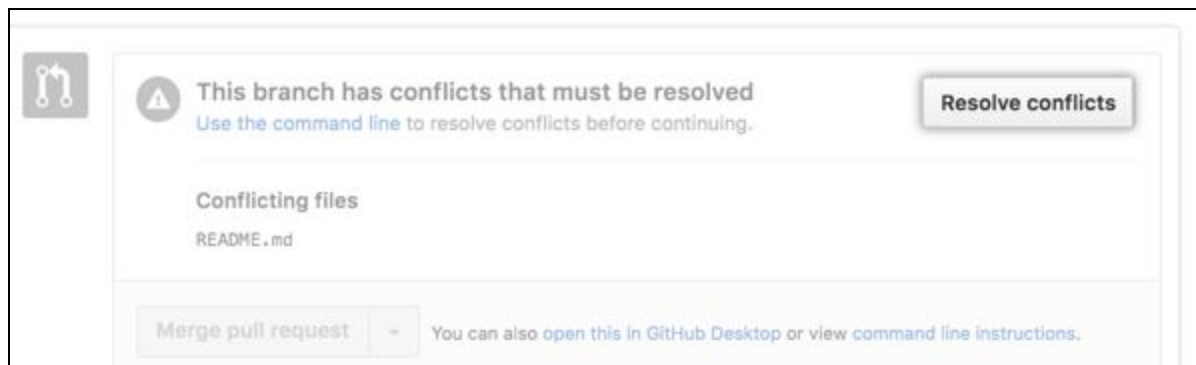 This branch has conflicts that must be resolved
Use the command line to resolve conflicts before continuing.
Resolve conflicts
Conflicting files
README.md
Merge pull request
You can also open this in GitHub Desktop or view command line instructions.